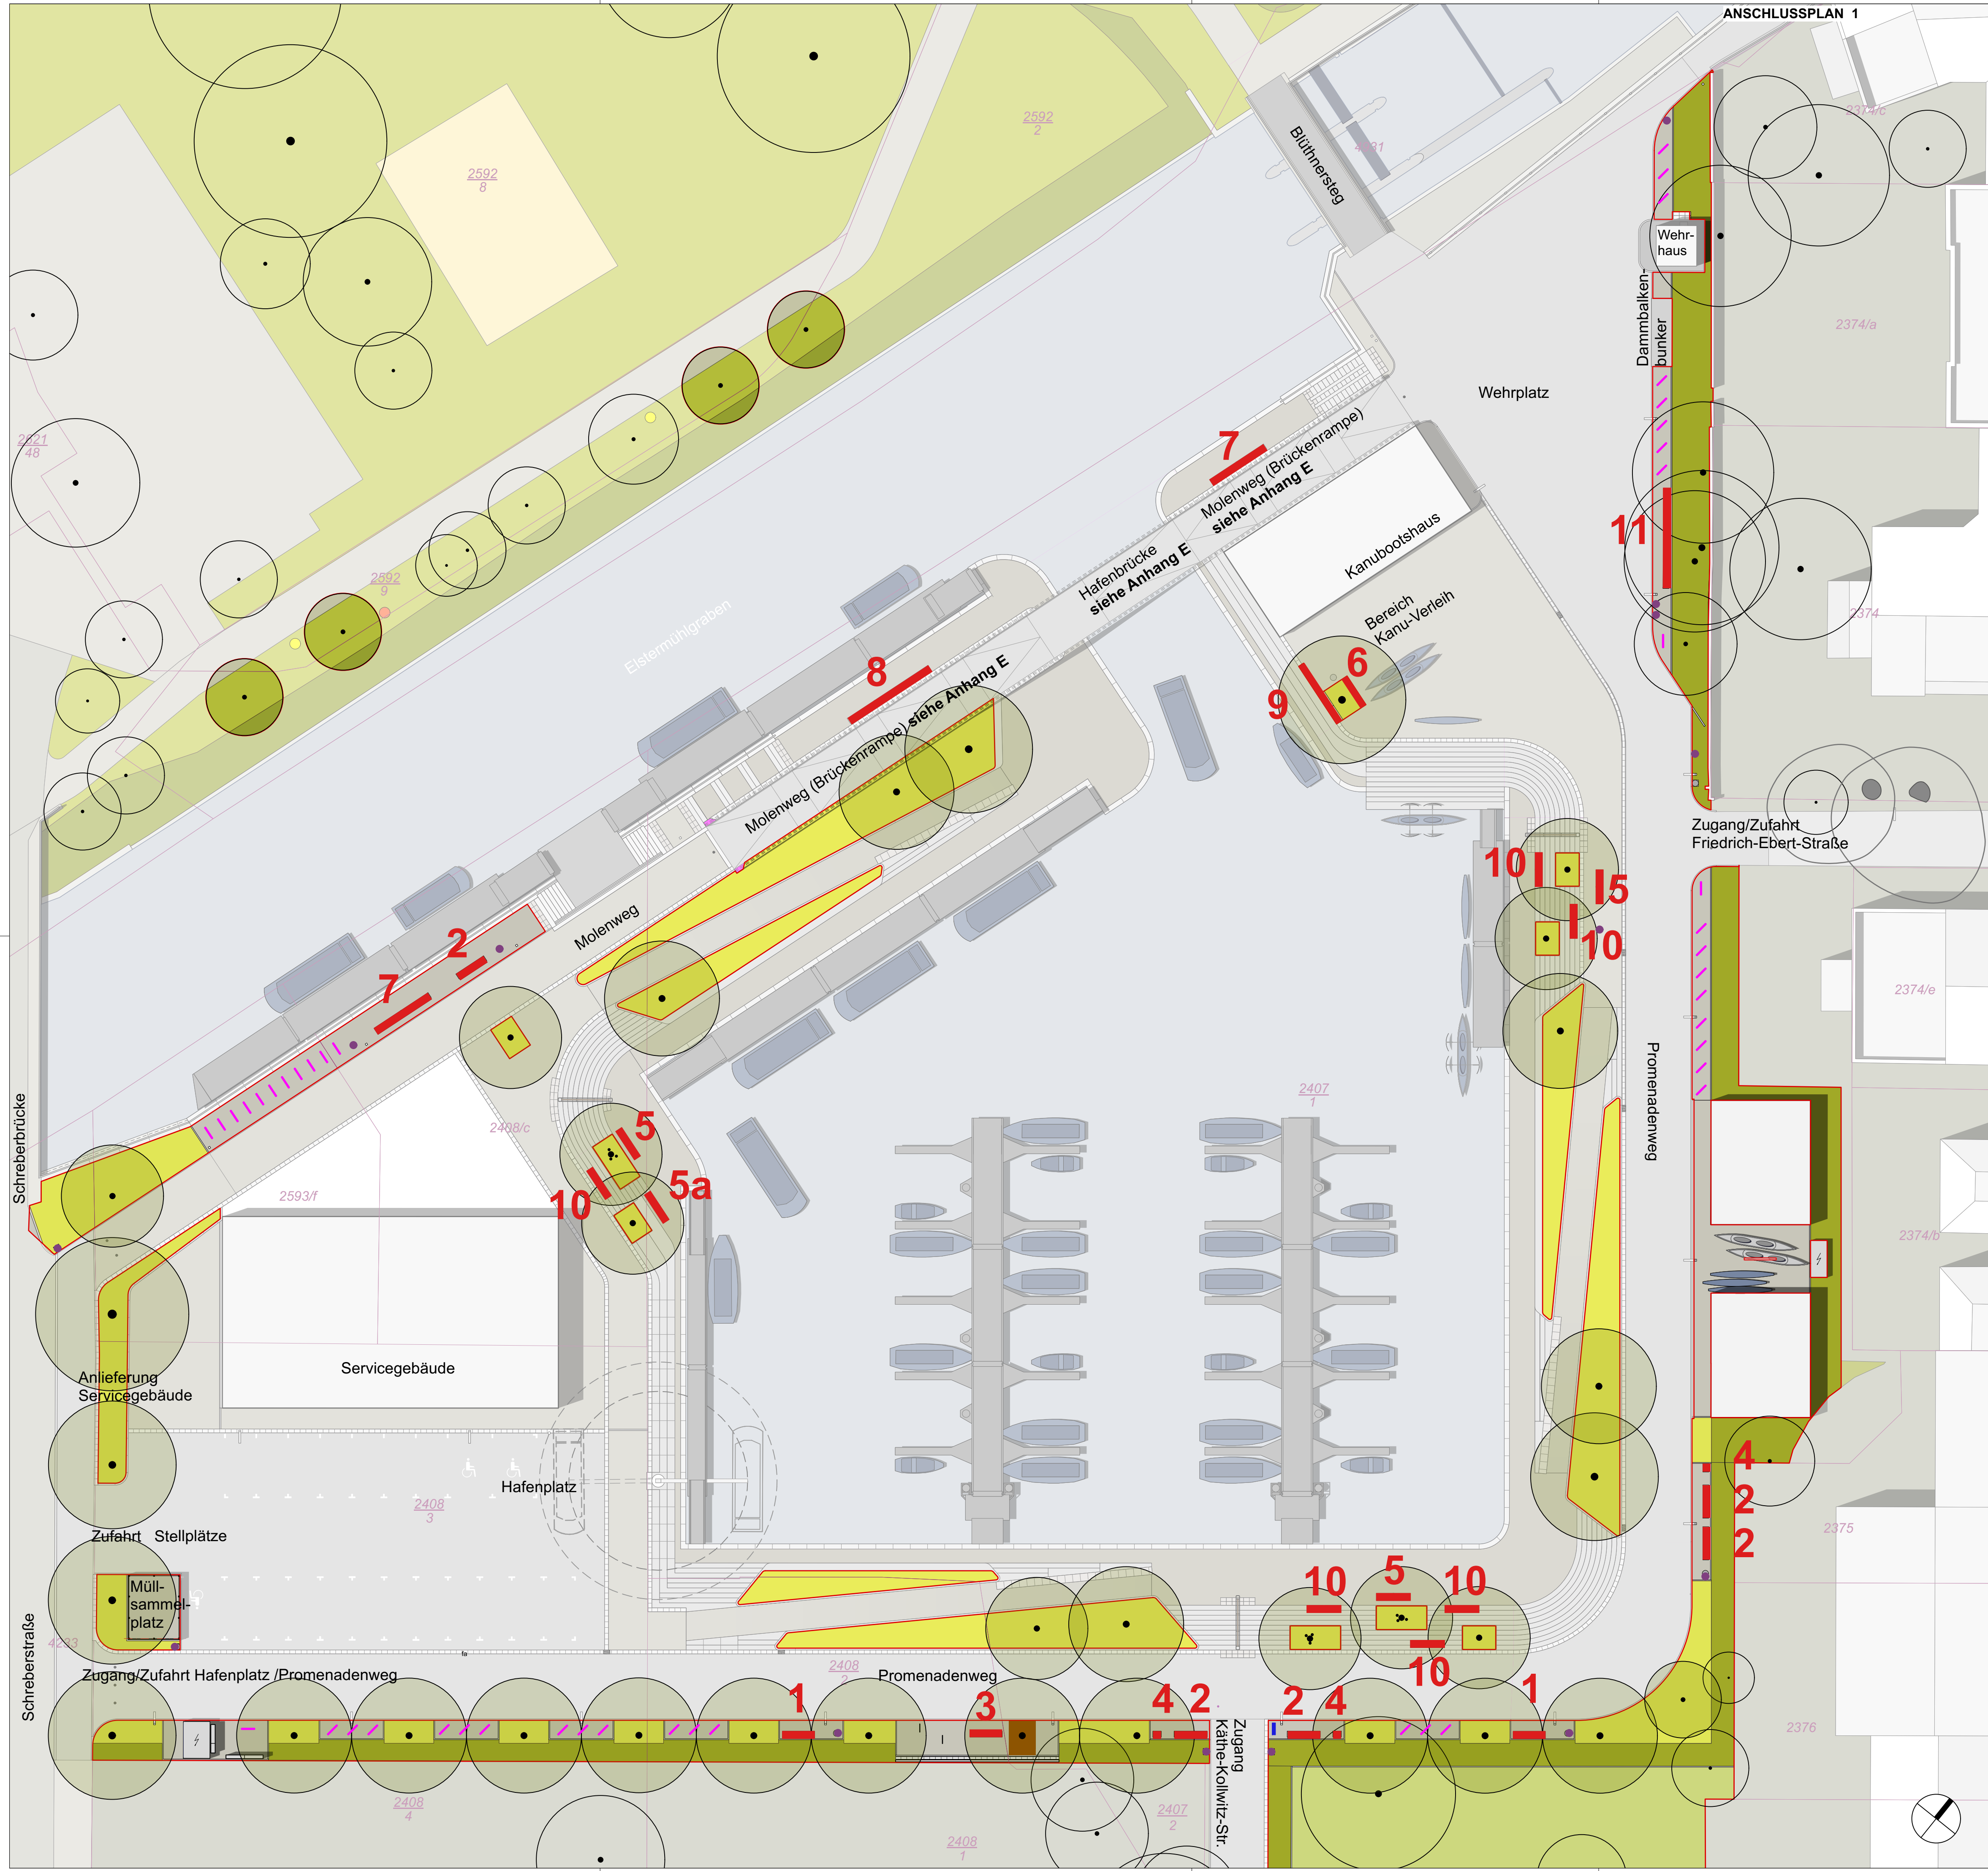 ANSCHLUSSPLAN 1
2592
2
2592
8
Blüthnersteg
2374/c
Wehr-
haus
Dammbalken-
bunker
2374/a
Wehrplatz
2621
48
7
Molenweg (Brückenrampe)
siehe Anhang E
Hafenbrücke
siehe Anhang E
Kanubootshaus
11
2592
9
Elstermühlgraben
Bereich
Kanu-Verleih
2374
8
6
9
Molenweg (Brückenrampe) siehe Anhang E
Zugang/Zufahrt
Friedrich-Ebert-Straße
10
5
10
Molenweg
2
7
2374/e
Promenadenweg
2407
1
Schreberbrücke
2408/c
5
5a
10
2593/f
2374/b
Anlieferung
Servicegebäude
Servicegebäude
Hafenplatz
2408
3
4
2
2
2375
Zufahrt Stellplätze
Müll-
sammel-
platz
10
5
10
10
Schreberstraße
Zugang/Zufahrt Hafenplatz /Promenadenweg
2408
2
Promenadenweg
1
3
4 2
2 4
1
Zugang
Käthe-Kollwitz-Str.
2376
2408
4
2407
2
2408
1